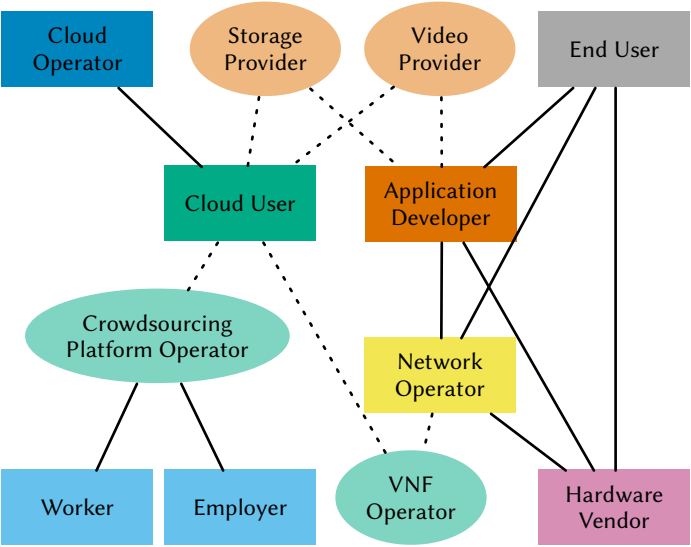 Cloud
Operator
Storage
Provider
Video
Provider
End User
Cloud User
Application
Developer
Crowdsourcing
Platform Operator
Network
Operator
Worker
Employer
VNF
Operator
Hardware
Vendor